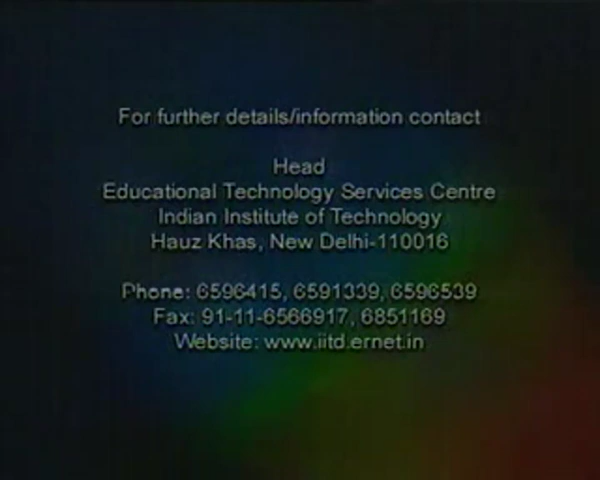 For further details/information contact
Head
Educational Technology Services Centre
Indian Institute of Technology
Hauz Khas, New Delhi-110016
Phone: 6596415, 6591339, 6596539
Fax: 91-11-6566917, 6851169
Website: www.iitd.ernet.in